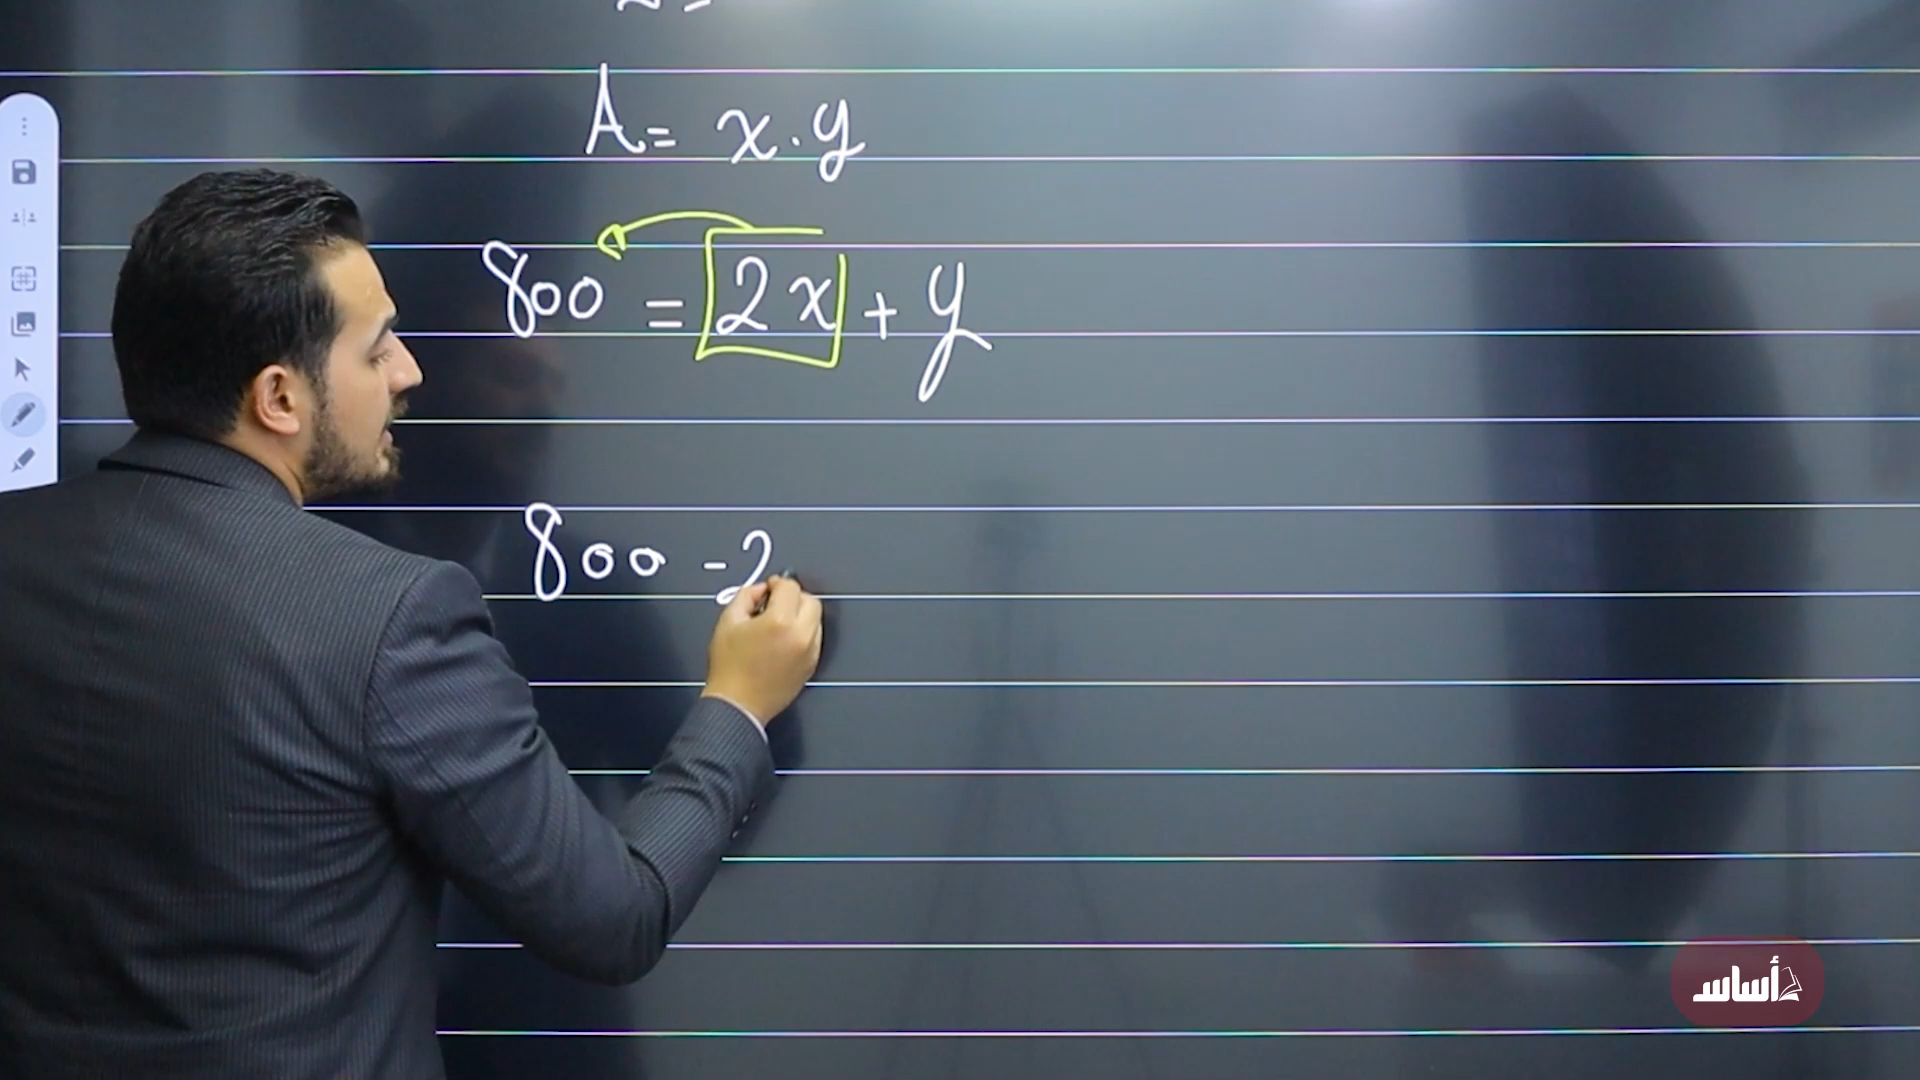 A = x . y
800 = 2x + y
800 - 2
أساس